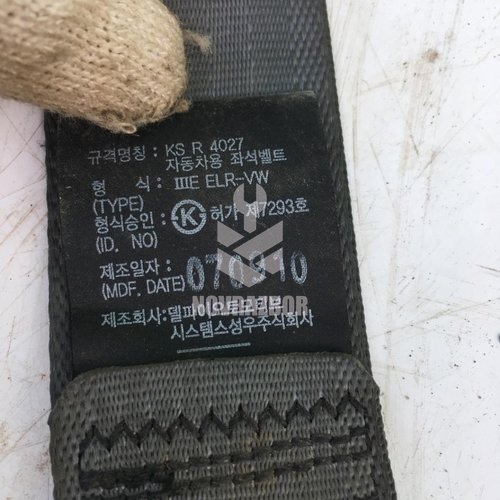 규격명칭 : KS R 4027
자동차용 좌석벨트
형 식 : IIIE ELR-VW
(TYPE)
형식승인 : K 허가 제7293호
(ID. NO)
제조일자 : 070910
(MDF. DATE)
NOVRAZBOR
제조회사: 델파이오토모티브
시스템스성우주식회사